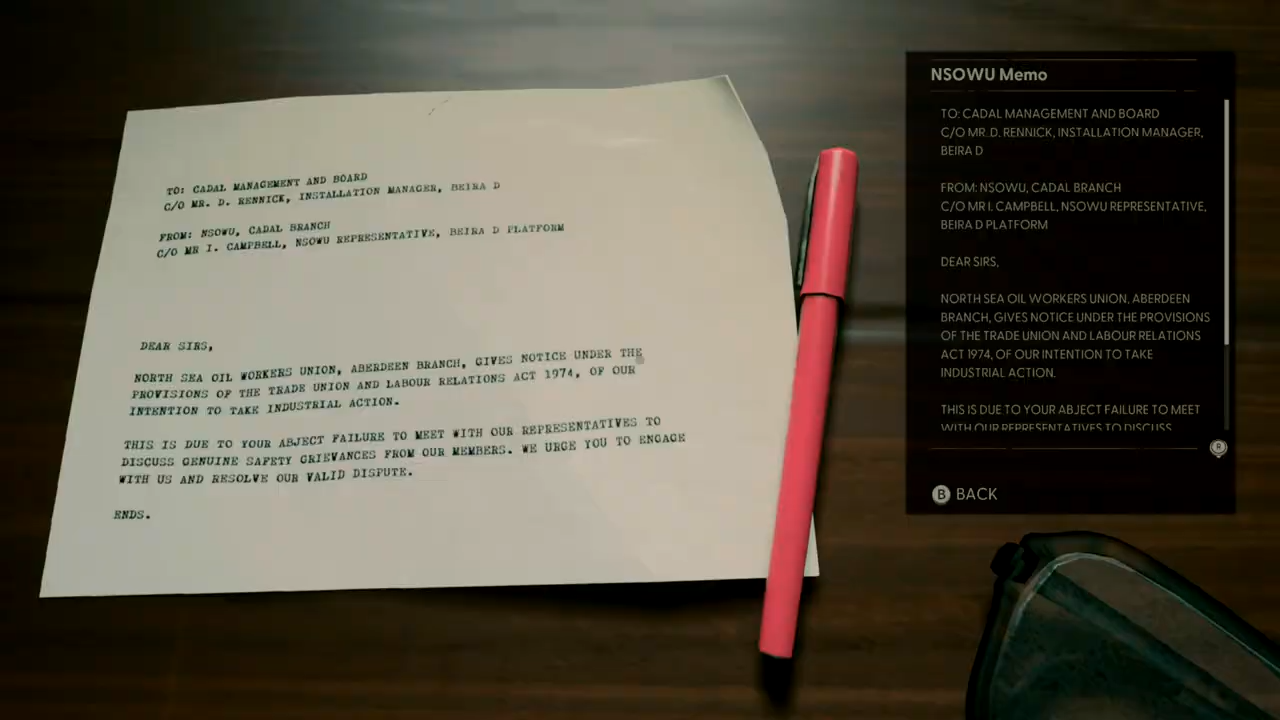 TO: CADAL MANAGEMENT AND BOARD
C/O MR. D. RENNICK, INSTALLATION MANAGER, BEIRA D
FROM: NSOWU, CADAL BRANCH
C/O MR I. CAMPBELL, NSOWU REPRESENTATIVE, BEIRA D PLATFORM
DEAR SIRS,
NORTH SEA OIL WORKERS UNION, ABERDEEN BRANCH, GIVES NOTICE UNDER THE
PROVISIONS OF THE TRADE UNION AND LABOUR RELATIONS ACT 1974, OF OUR
INTENTION TO TAKE INDUSTRIAL ACTION.
THIS IS DUE TO YOUR ABJECT FAILURE TO MEET WITH OUR REPRESENTATIVES TO
DISCUSS GENUINE SAFETY GRIEVANCES FROM OUR MEMBERS. WE URGE YOU TO ENGAGE
WITH US AND RESOLVE OUR VALID DISPUTE.
ENDS.
NSOWU Memo
TO: CADAL MANAGEMENT AND BOARD
C/O MR. D. RENNICK, INSTALLATION MANAGER,
BEIRA D
FROM: NSOWU, CADAL BRANCH
C/O MR I. CAMPBELL, NSOWU REPRESENTATIVE,
BEIRA D PLATFORM
DEAR SIRS,
NORTH SEA OIL WORKERS UNION, ABERDEEN
BRANCH, GIVES NOTICE UNDER THE PROVISIONS
OF THE TRADE UNION AND LABOUR RELATIONS
ACT 1974, OF OUR INTENTION TO TAKE
INDUSTRIAL ACTION.
THIS IS DUE TO YOUR ABJECT FAILURE TO MEET
WITH OUR REPRESENTATIVES TO DISCUSS
R
B BACK